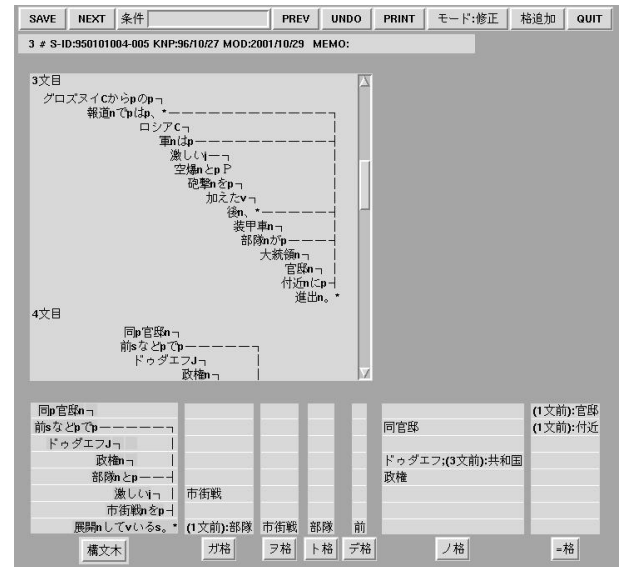 SAVE NEXT 条件 PREV UNDO PRINT モード:修正 格追加 QUIT
3 # S-ID:950101004-005 KNP:96/10/27 MOD:2001/10/29 MEMO:
3文目
グロズヌイCからpのp┐
報道nでpはp、*―――――――――――┐
ロシアC┐
軍nはp――――――――┤
激しいj――┐
空爆nとpP
砲撃nをp┐
加えたv┐
後n、*―――――┤
装甲車n┐
部隊nがp―――┤
大統領n┐
官邸n┐
付近にp┤
進出n。*
4文目
同p官邸n┐
前sなどpでp―――――┐
ドゥダエフJ┐
政権n┐
同p官邸n┐ (1文前):官邸
前sなどpでp――――――┐ 同官邸 (1文前):付近
ドゥダエフJ┐
政権n┐ ドゥダエフ;(3文前):共和国
部隊nとp――┤ 政権
激しいj┐ 市街戦
市街戦nをp┤
展開nしてvいるs。* (1文前):部隊 市街戦 部隊 前
構文木 ガ格 ヲ格 ト格 デ格 ノ格 =格